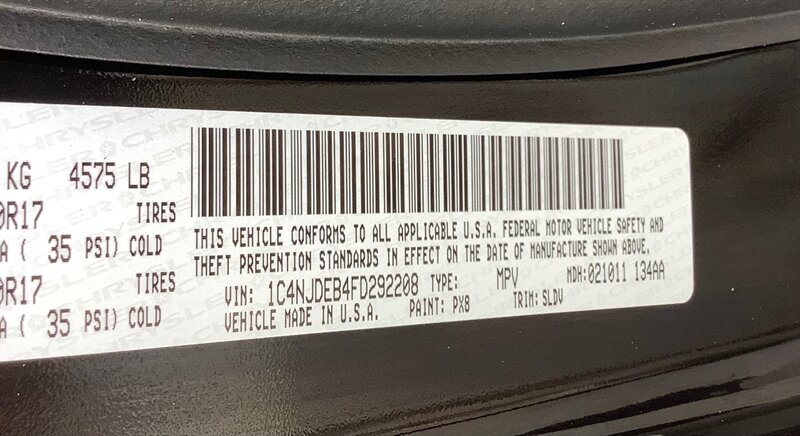 KG 4575 LB
0R17 TIRES
A ( 35 PSI) COLD
0R17 TIRES
A ( 35 PSI) COLD
THIS VEHICLE CONFORMS TO ALL APPLICABLE U.S.A. FEDERAL MOTOR VEHICLE SAFETY AND
THEFT PREVENTION STANDARDS IN EFFECT ON THE DATE OF MANUFACTURE SHOWN ABOVE.
VIN: 1C4NJDEB4FD292208 TYPE: MPV MDH:021011 134AA
VEHICLE MADE IN U.S.A. PAINT: PX8 TRIM: SLDV